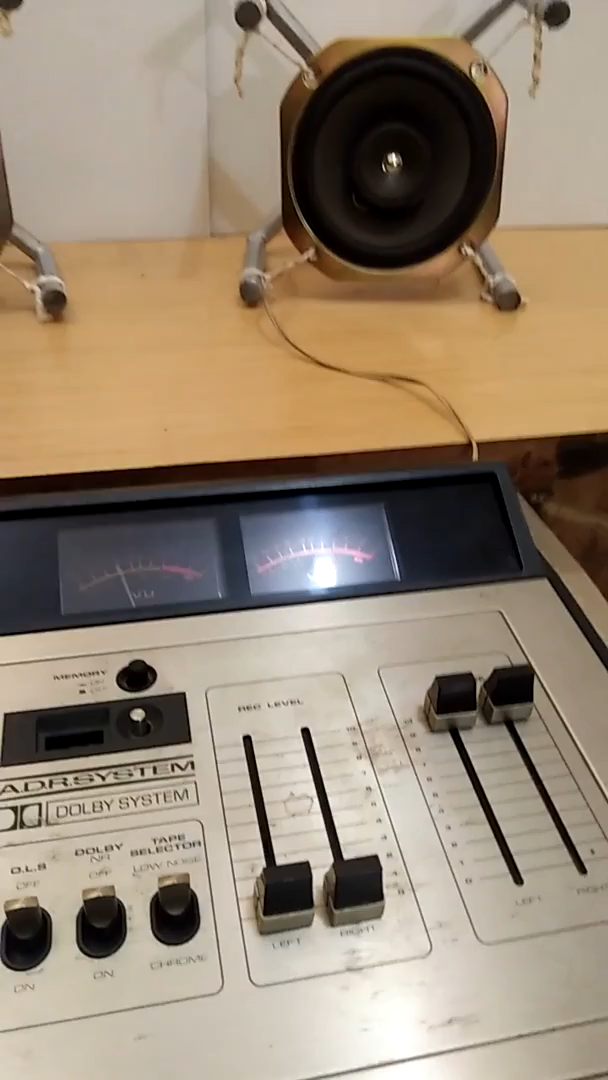 VU
MEMORY
REC LEVEL
A.D.R.SYSTEM
DOLBY SYSTEM
D.L.S
OFF
ON
DOLBY
NR
OFF
ON
TAPE
SELECTOR
LOW NOISE
CHROME
LEFT
RIGHT
LEFT
RIGHT